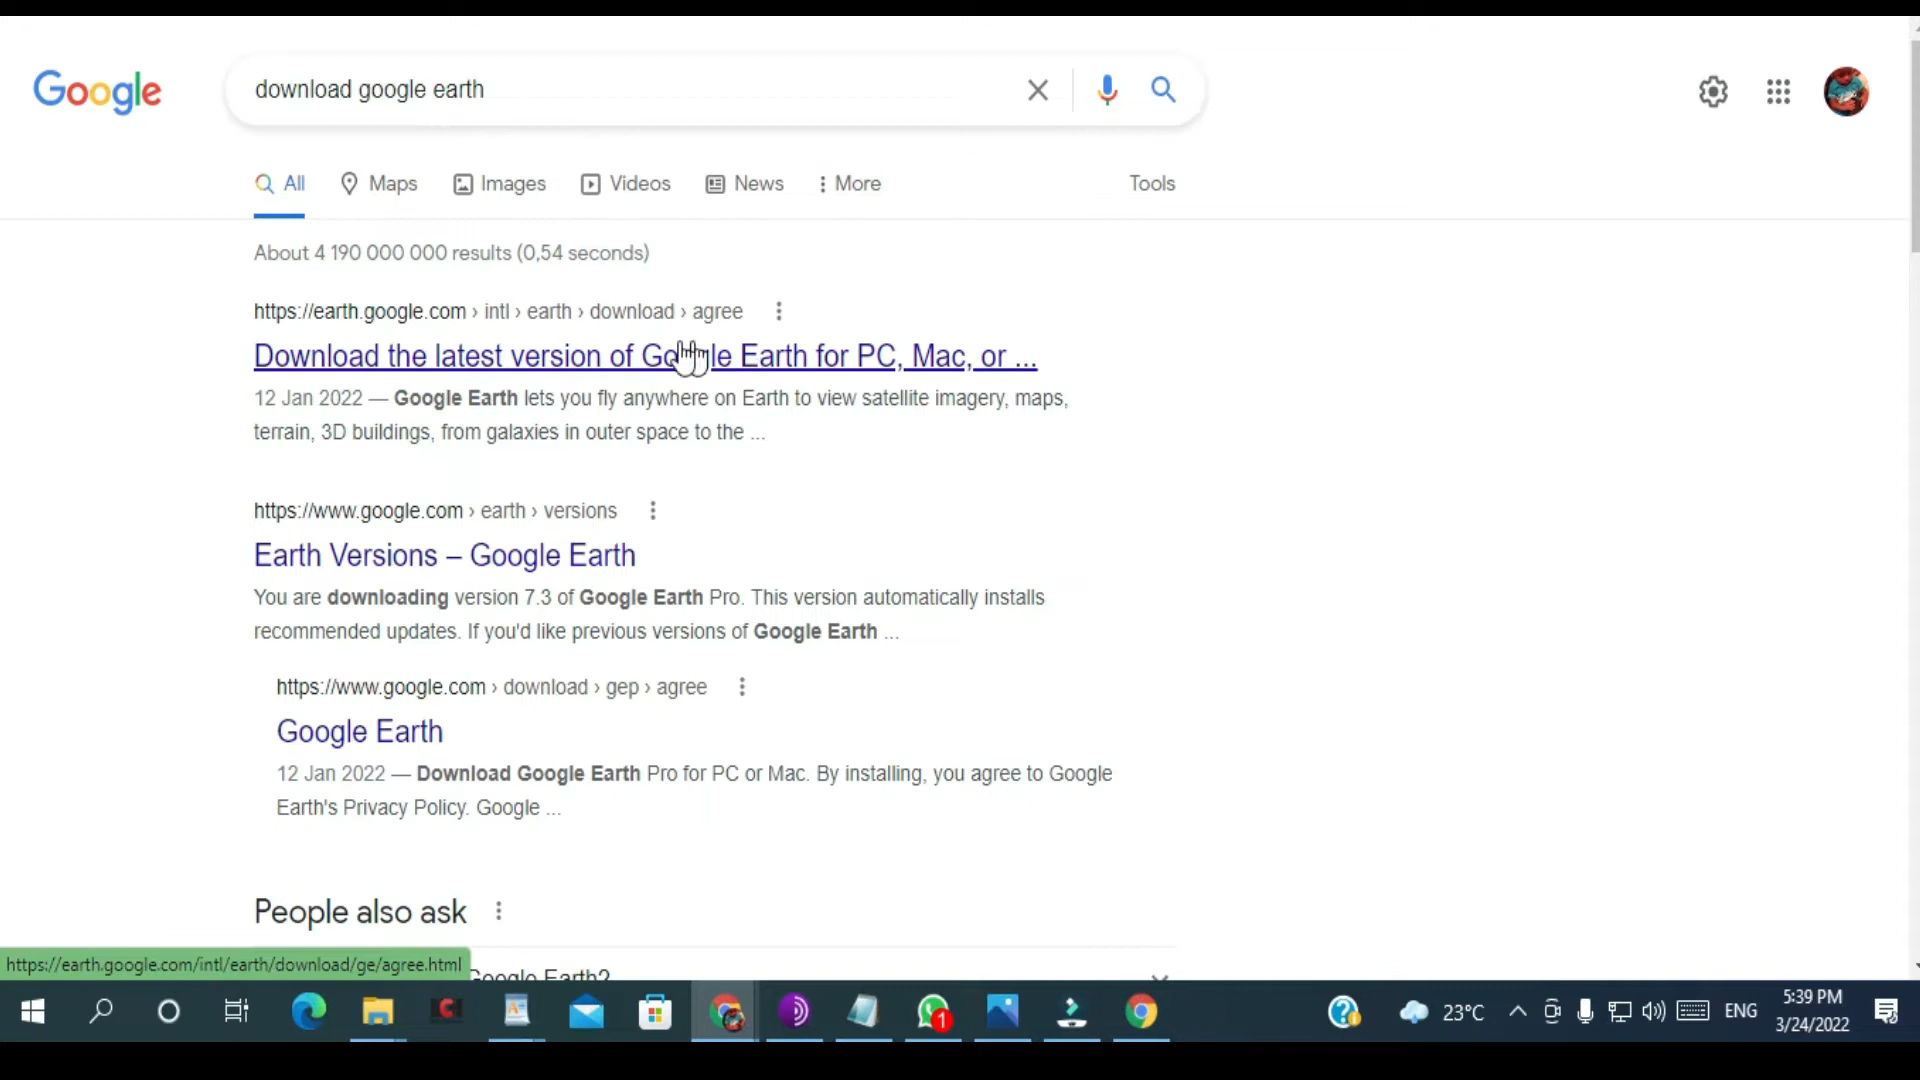 Google
download google earth
All
Maps
Images
Videos
News
More
Tools
About 4 190 000 000 results (0,54 seconds)
https://earth.google.com › intl › earth › download › agree
Download the latest version of Google Earth for PC, Mac, or ...
12 Jan 2022 — Google Earth lets you fly anywhere on Earth to view satellite imagery, maps,
terrain, 3D buildings, from galaxies in outer space to the ...
https://www.google.com › earth › versions
Earth Versions – Google Earth
You are downloading version 7.3 of Google Earth Pro. This version automatically installs
recommended updates. If you'd like previous versions of Google Earth ...
https://www.google.com › download › gep › agree
Google Earth
12 Jan 2022 — Download Google Earth Pro for PC or Mac. By installing, you agree to Google
Earth's Privacy Policy. Google ...
People also ask
https://earth.google.com/intl/earth/download/ge/agree.html
Google Earth?
1
23°C
ENG
5:39 PM
3/24/2022